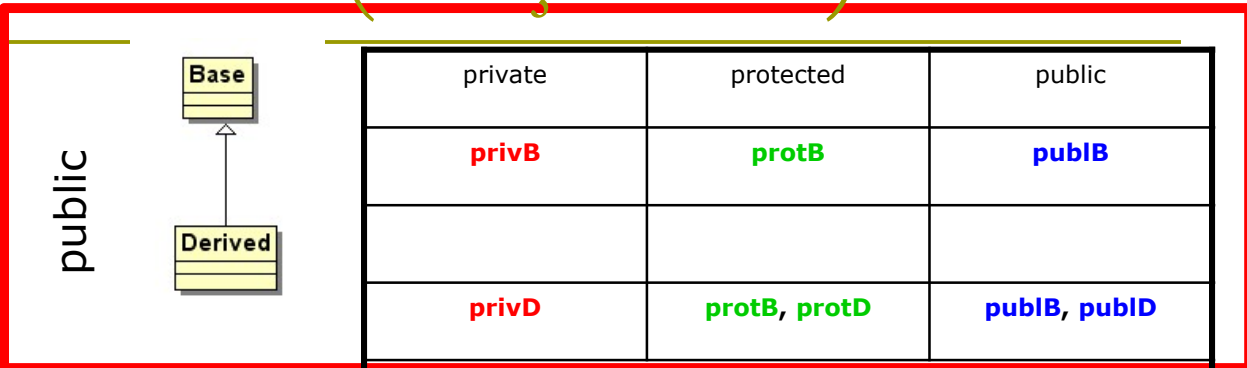 public
Base
Derived
private protected public
privB protB publB
privD protB, protD publB, publD